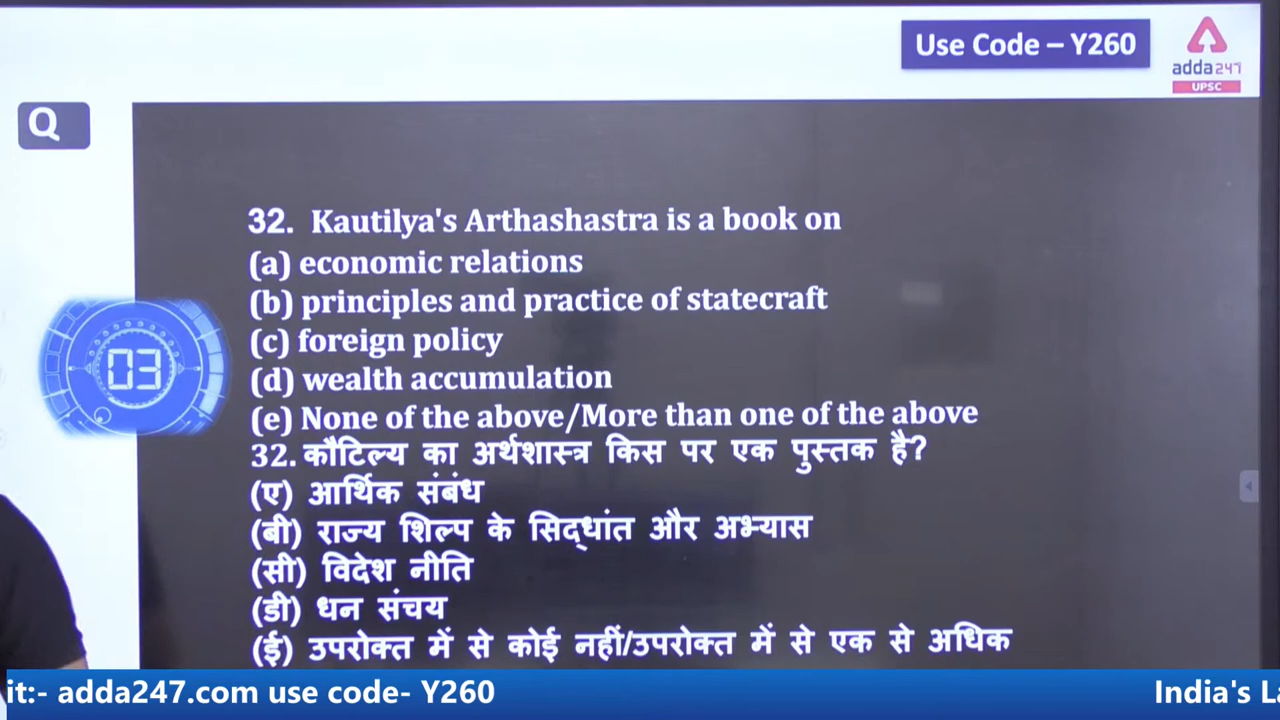 Use Code – Y260
adda247
UPSC
Q
32. Kautilya's Arthashastra is a book on
(a) economic relations
(b) principles and practice of statecraft
(c) foreign policy
(d) wealth accumulation
(e) None of the above/More than one of the above
03
32. कौटिल्य का अर्थशास्त्र किस पर एक पुस्तक है?
(ए) आर्थिक संबंध
(बी) राज्य शिल्प के सिद्धांत और अभ्यास
(सी) विदेश नीति
(डी) धन संचय
(ई) उपरोक्त में से कोई नहीं/उपरोक्त में से एक से अधिक
it:- adda247.com use code- Y260
India's